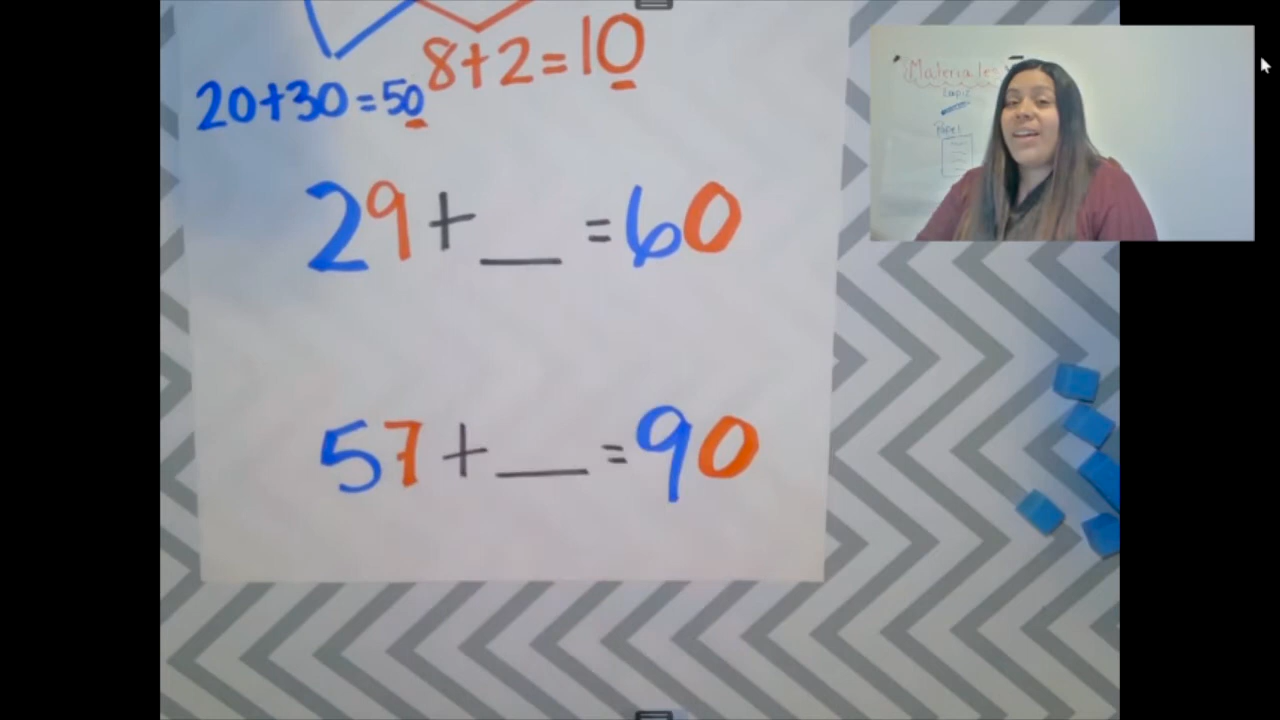 8+2=10
20+30=50
29+__=60
57+__=90
Materiales
Lapiz
Papel